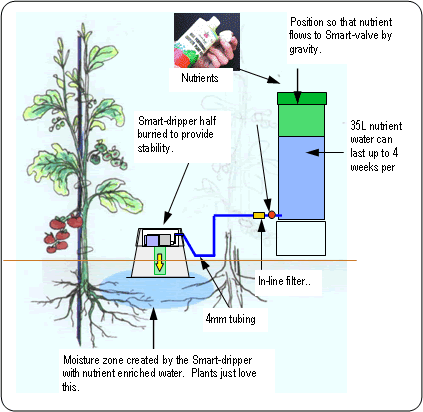 Position so that nutrient
flows to Smart-valve by
gravity.
Nutrients
Smart-dripper half
burried to provide
stability.
35L nutrient
water can
last up to 4
weeks per
In-line filter..
4mm tubing
Moisture zone created by the Smart-dripper
with nutrient enriched water. Plants just love
this.